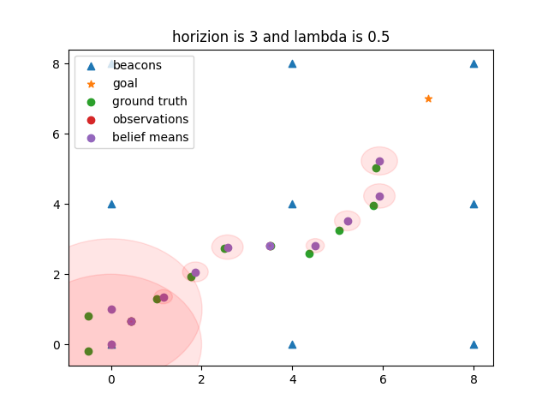 horizion is 3 and lambda is 0.5
8
6
4
2
0
beacons
goal
ground truth
observations
belief means
0
2
4
6
8